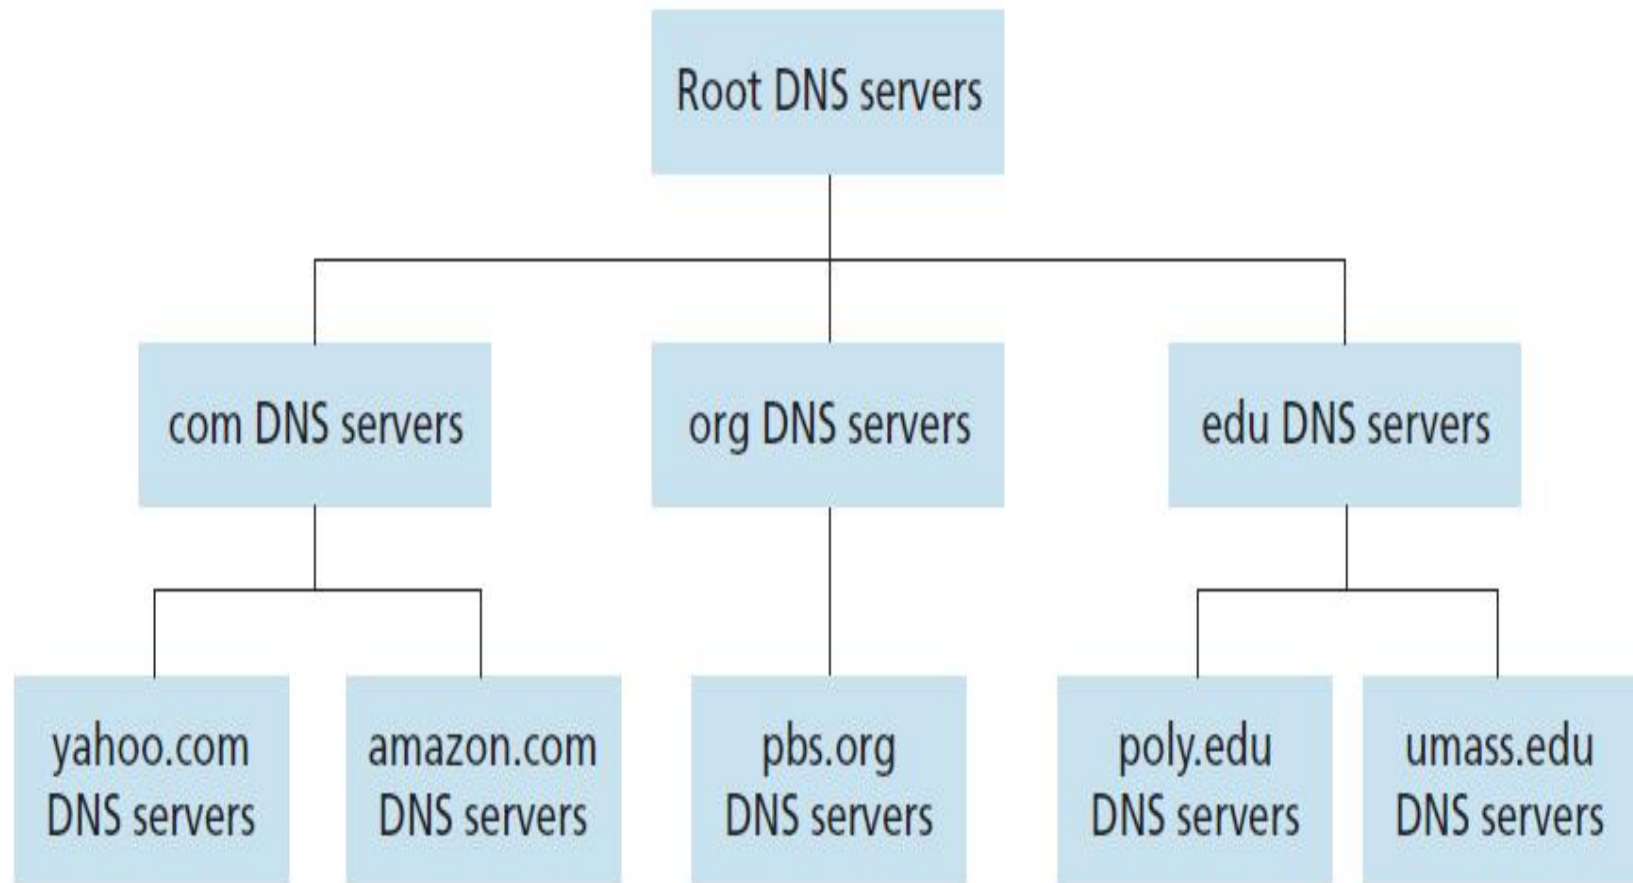 Root DNS servers
com DNS servers
org DNS servers
edu DNS servers
yahoo.com
DNS servers
amazon.com
DNS servers
pbs.org
DNS servers
poly.edu
DNS servers
umass.edu
DNS servers